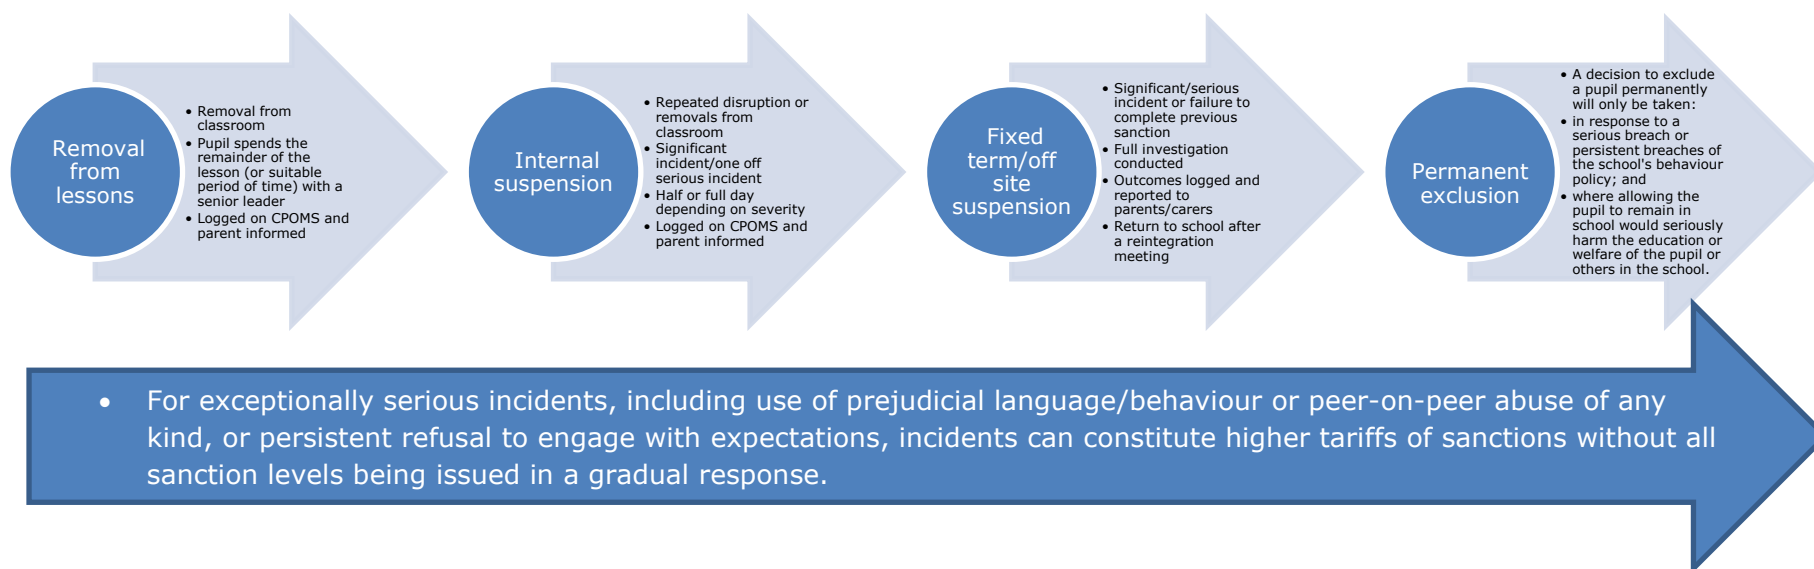 Removal
from
lessons
• Removal from
classroom
• Pupil spends the
remainder of the
lesson (or suitable
period of time) with a
senior leader
• Logged on CPOMS and
parent informed
Internal
suspension
• Repeated disruption or
removals from
classroom
• Significant
incident/one off
serious incident
• Half or full day
depending on severity
• Logged on CPOMS and
parent informed
Fixed
term/off
site
suspension
• Significant/serious
incident or failure to
complete previous
sanction
• Full investigation
conducted
• Outcomes logged and
reported to
parents/carers
• Return to school after
a reintegration
meeting
Permanent
exclusion
• A decision to exclude
a pupil permanently
will only be taken:
• in response to a
serious breach or
persistent breaches of
the school's behaviour
policy; and
• where allowing the
pupil to remain in
school would seriously
harm the education or
welfare of the pupil or
others in the school.
• For exceptionally serious incidents, including use of prejudicial language/behaviour or peer-on-peer abuse of any
kind, or persistent refusal to engage with expectations, incidents can constitute higher tariffs of sanctions without all
sanction levels being issued in a gradual response.